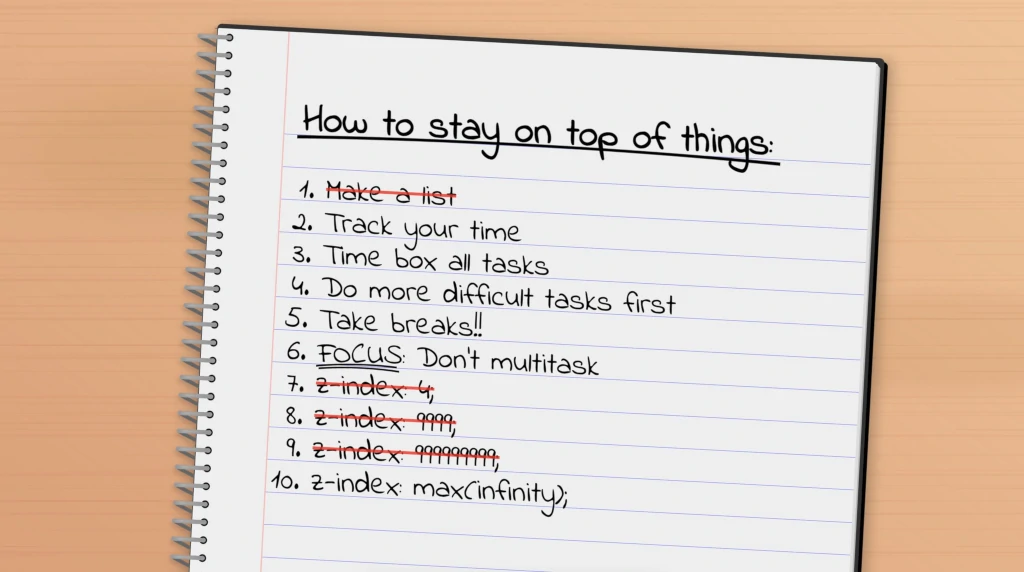 How to stay on top of things:
1. Make a list
2. Track your time
3. Time box all tasks
4. Do more difficult tasks first
5. Take breaks!!
6. FOCUS: Don't multitask
7. z-index: 4;
8. z-index: 9999;
9. z-index: 999999999;
10. z-index: max(infinity);